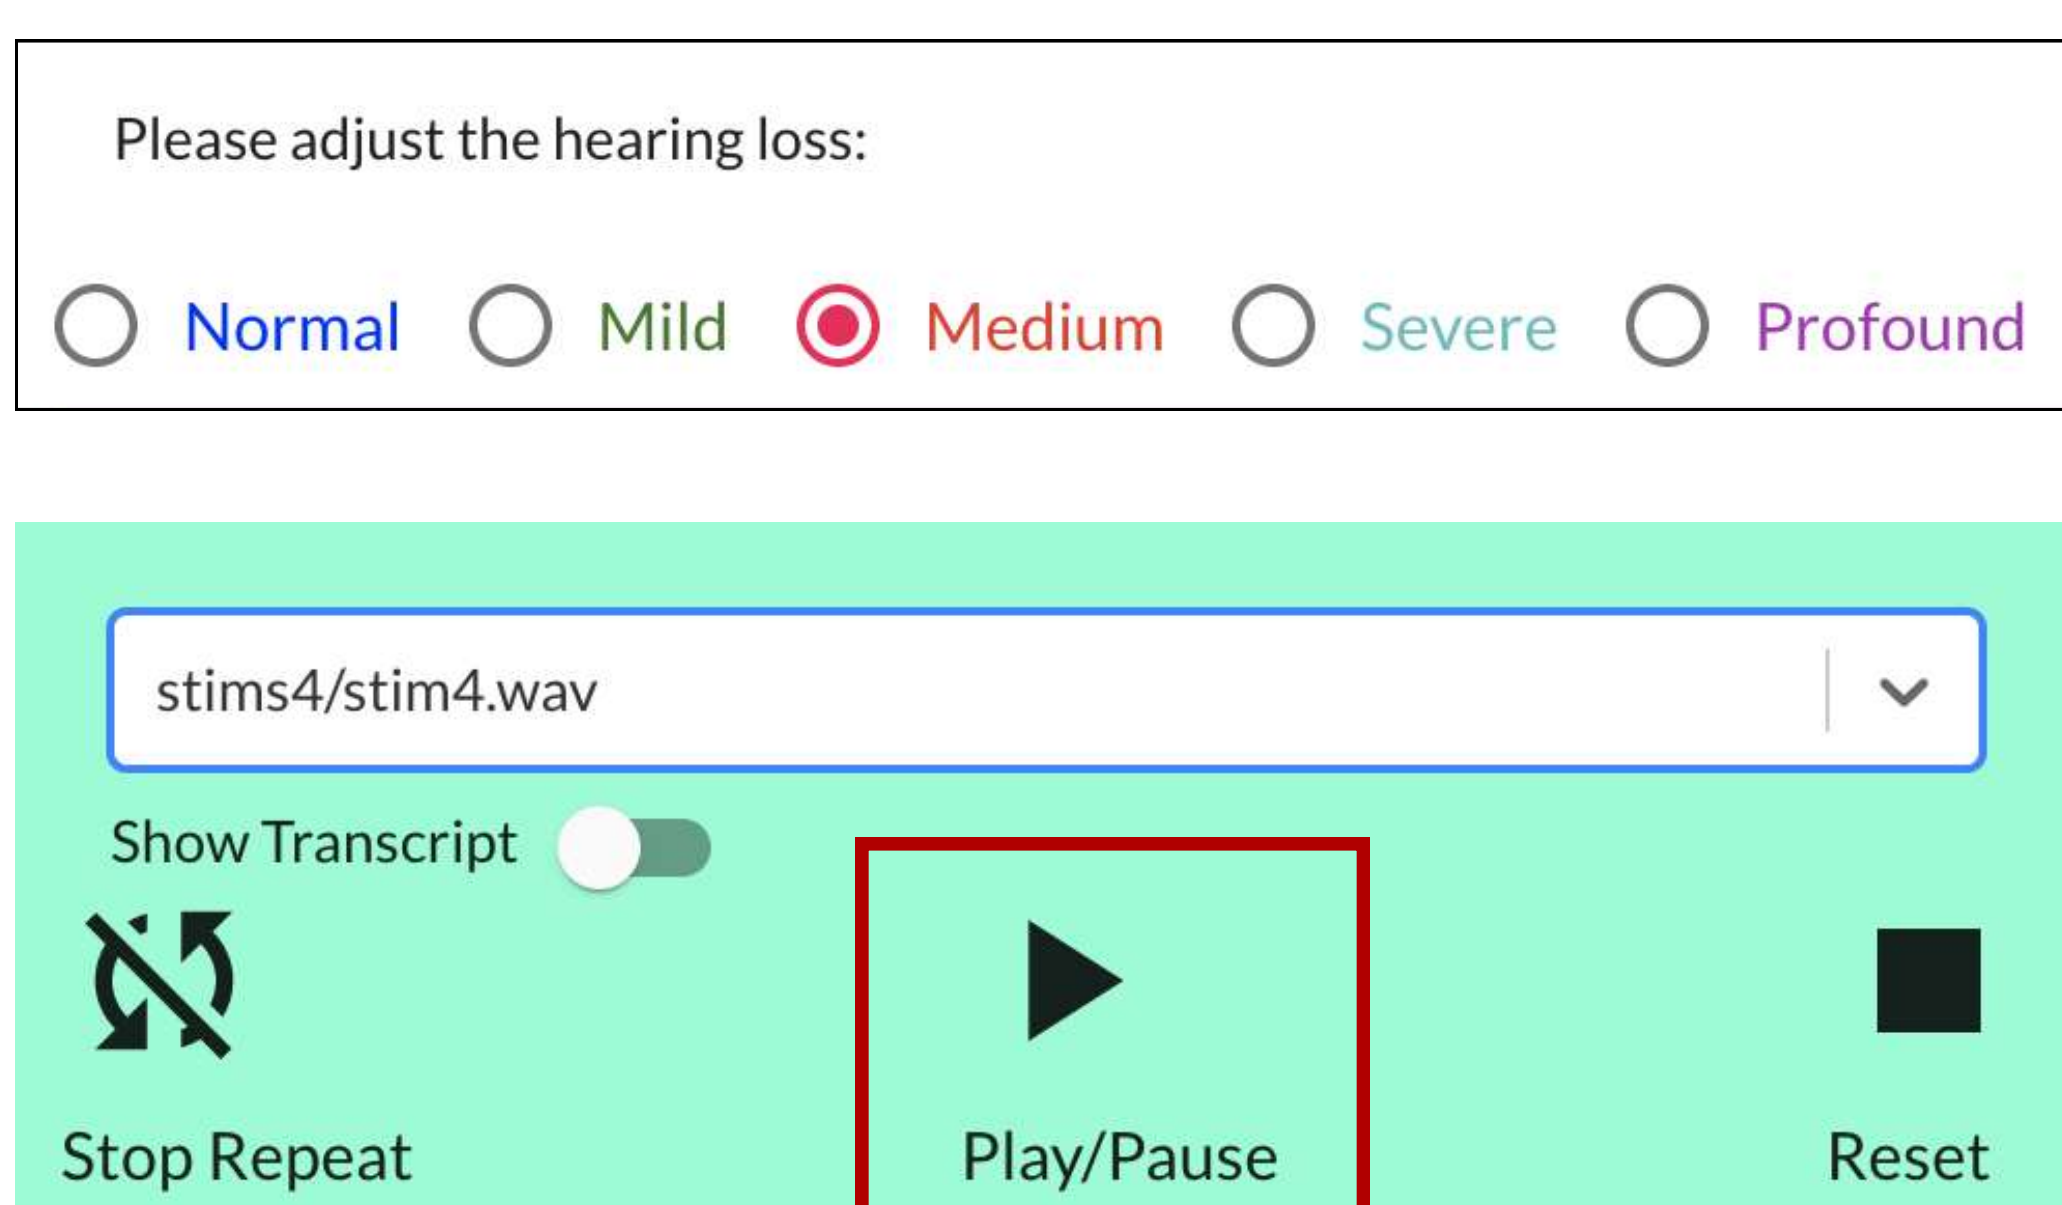 Please adjust the hearing loss:
Normal Mild Medium Severe Profound
stims4/stim4.wav
Show Transcript
Stop Repeat Play/Pause Reset